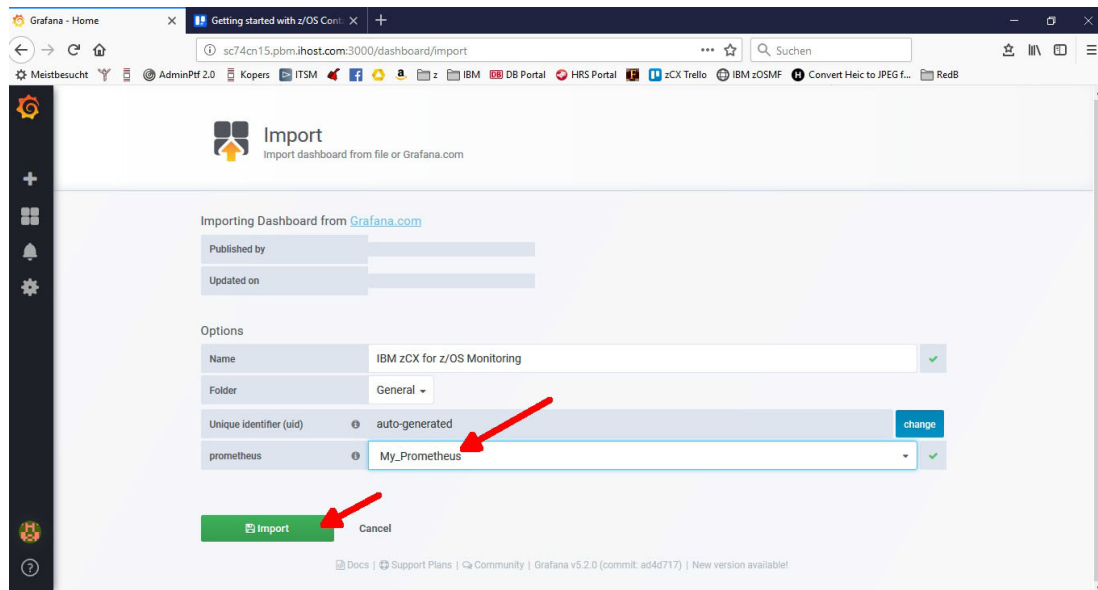 Grafana - Home
Getting started with z/OS Cont
sc74cn15.pbm.ihost.com:3000/dashboard/import
Suchen
Meistbesucht AdminPtf 2.0 Kopers ITSM z IBM DB DB Portal HRS Portal zCX Trello IBM zOSMF Convert Heic to JPEG f... RedB
Import
Import dashboard from file or Grafana.com
Importing Dashboard from Grafana.com
Published by
Updated on
Options
Name IBM zCX for z/OS Monitoring
Folder General
Unique identifier (uid) auto-generated change
prometheus My_Prometheus
Import Cancel
Docs | Support Plans | Community | Grafana v5.2.0 (commit: ad4d717) | New version available!